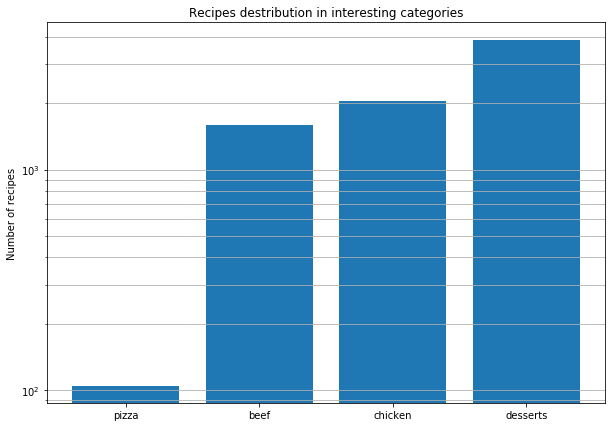 Recipes destribution in interesting categories
Number of recipes
10³
10²
pizza beef chicken desserts